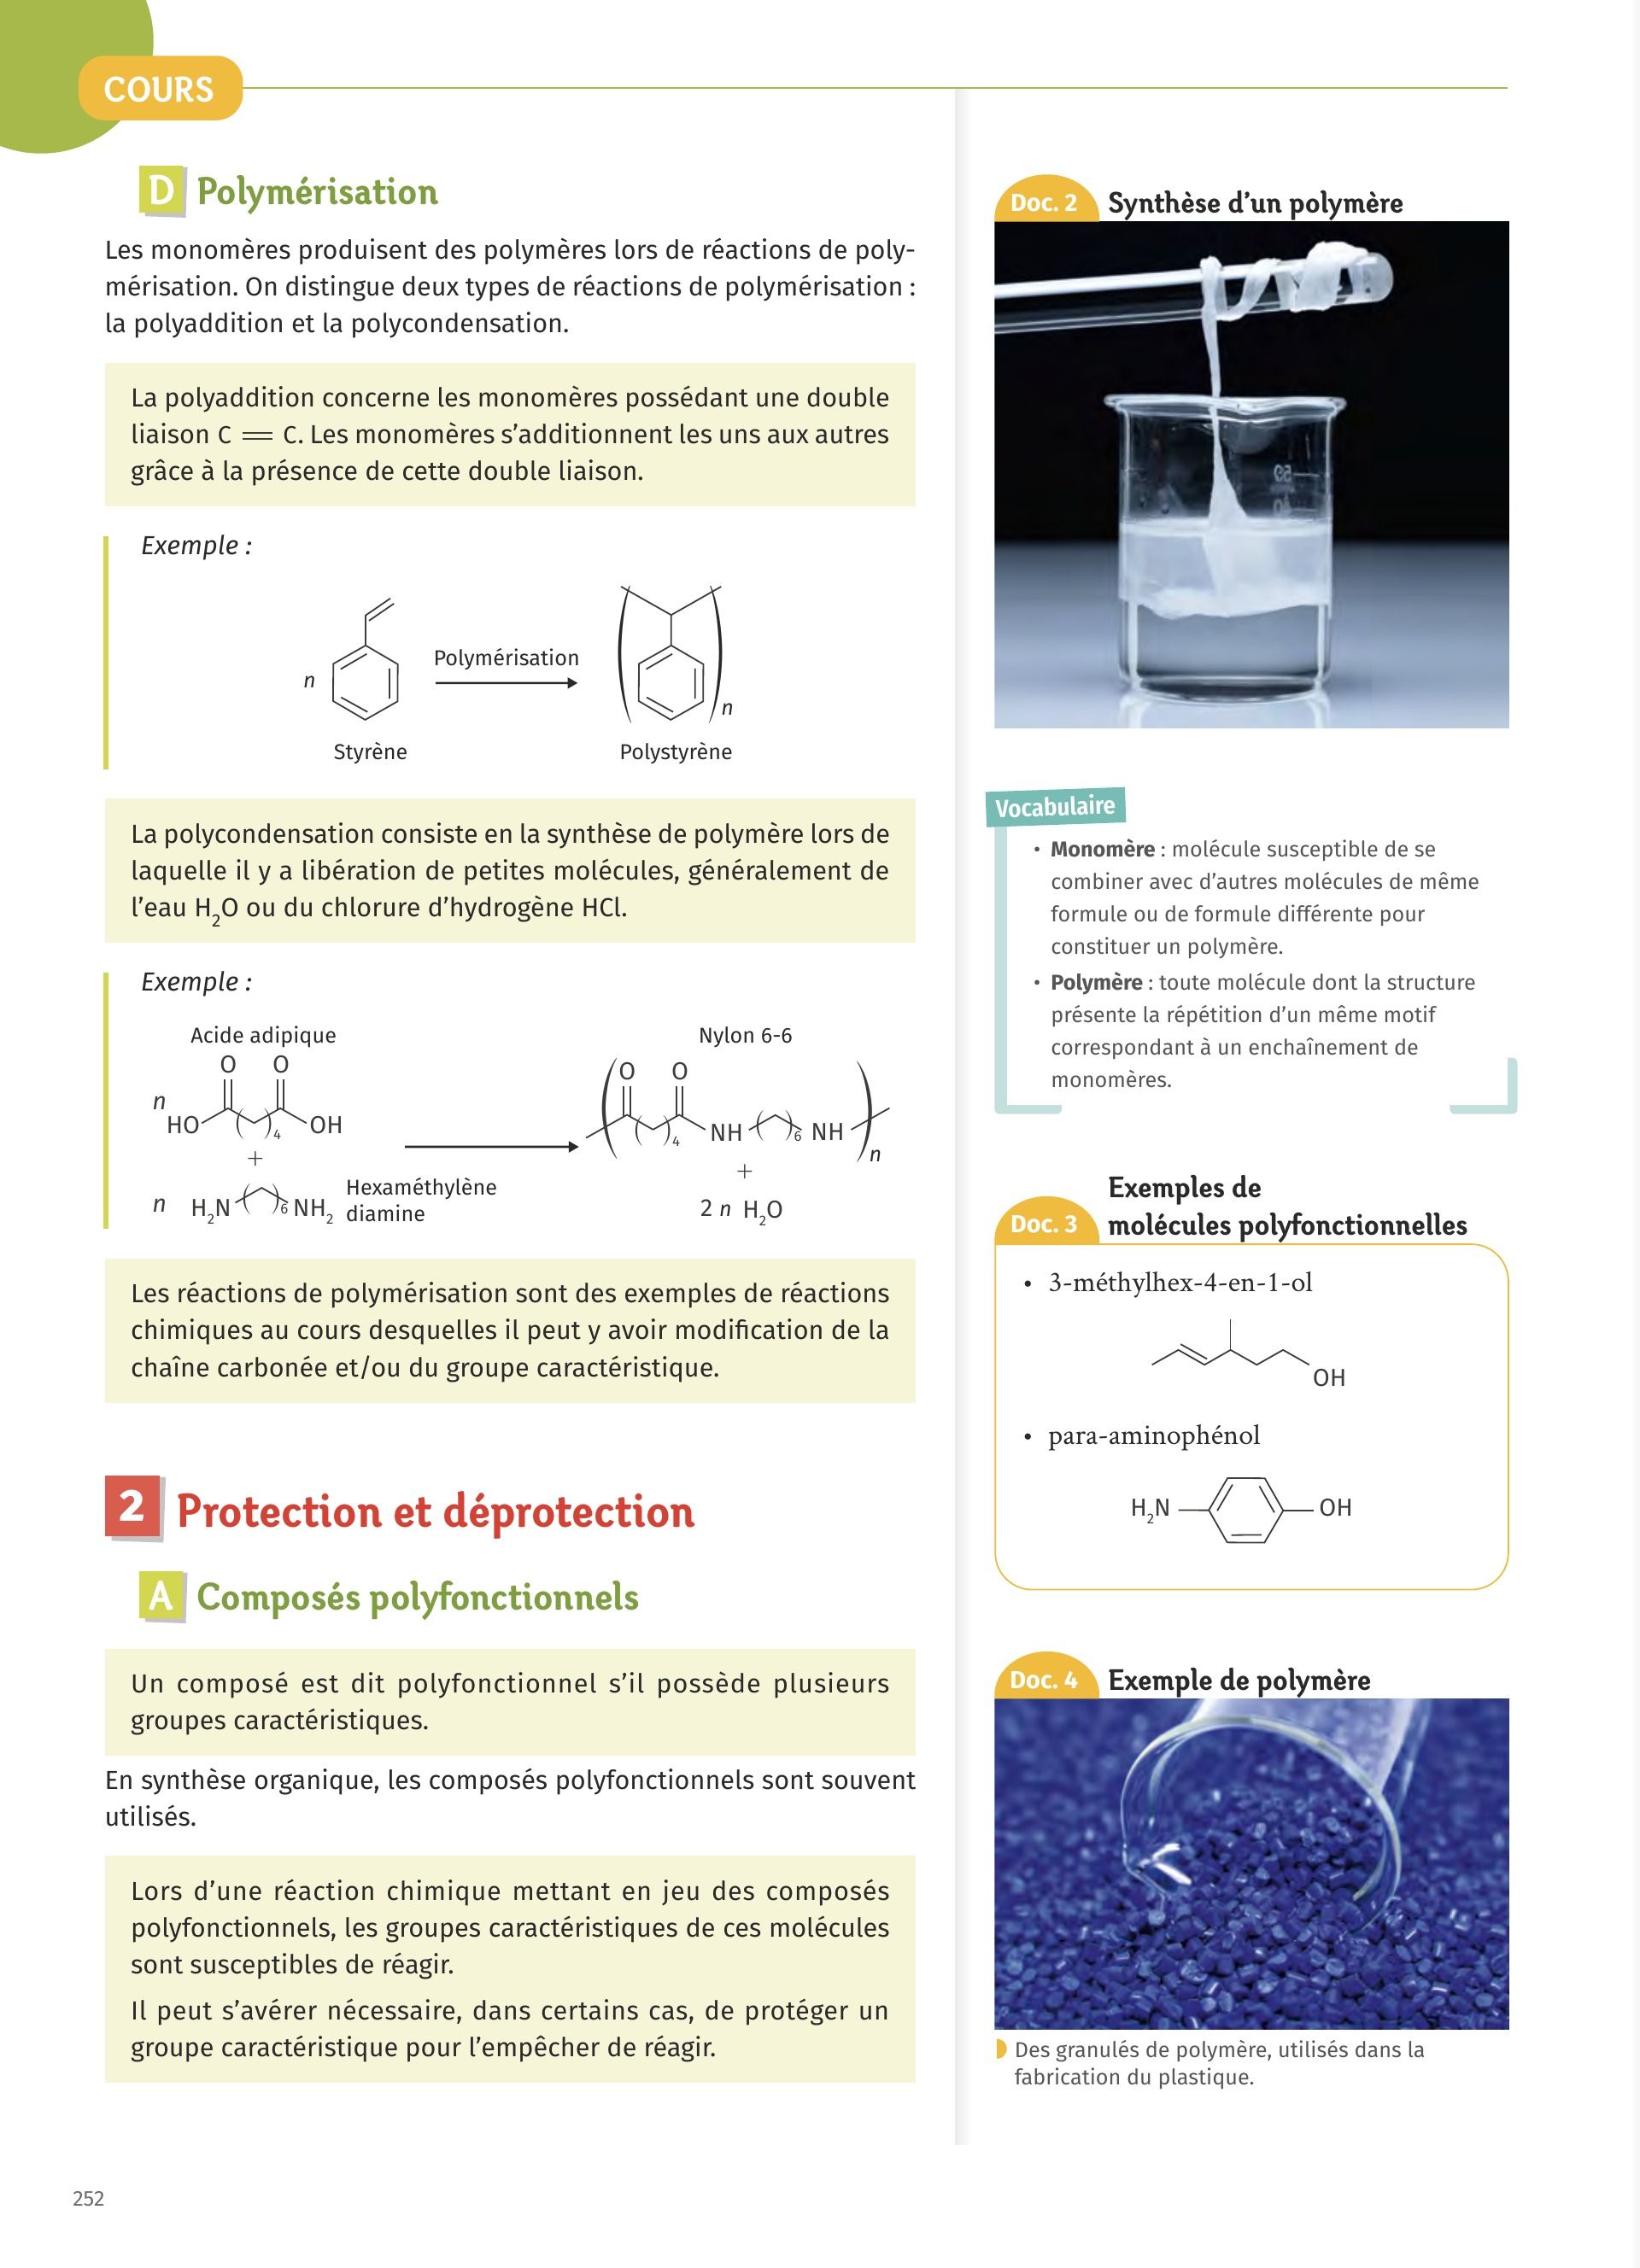 COURS
D Polymérisation
Les monomères produisent des polymères lors de réactions de poly-
mérisation. On distingue deux types de réactions de polymérisation :
la polyaddition et la polycondensation.
La polyaddition concerne les monomères possédant une double
liaison C = C. Les monomères s’additionnent les uns aux autres
grâce à la présence de cette double liaison.
Exemple :
n
Polymérisation
n
Styrène
Polystyrène
La polycondensation consiste en la synthèse de polymère lors de
laquelle il y a libération de petites molécules, généralement de
l’eau H₂O ou du chlorure d’hydrogène HCl.
Exemple :
Acide adipique
O O
n
HO ( )₄ OH
+
n H₂N ( )₆ NH₂
Hexaméthylène
diamine
Nylon 6-6
O O
( )₄ NH ( )₆ NH
n
+
2 n H₂O
Les réactions de polymérisation sont des exemples de réactions
chimiques au cours desquelles il peut y avoir modification de la
chaîne carbonée et/ou du groupe caractéristique.
2 Protection et déprotection
A Composés polyfonctionnels
Un composé est dit polyfonctionnel s’il possède plusieurs
groupes caractéristiques.
En synthèse organique, les composés polyfonctionnels sont souvent
utilisés.
Lors d’une réaction chimique mettant en jeu des composés
polyfonctionnels, les groupes caractéristiques de ces molécules
sont susceptibles de réagir.
Il peut s’avérer nécessaire, dans certains cas, de protéger un
groupe caractéristique pour l’empêcher de réagir.
Doc. 2 Synthèse d’un polymère
Vocabulaire
• Monomère : molécule susceptible de se
combiner avec d’autres molécules de même
formule ou de formule différente pour
constituer un polymère.
• Polymère : toute molécule dont la structure
présente la répétition d’un même motif
correspondant à un enchaînement de
monomères.
Doc. 3 Exemples de
molécules polyfonctionnelles
• 3-méthylhex-4-en-1-ol
OH
• para-aminophénol
H₂N OH
Doc. 4 Exemple de polymère
Des granulés de polymère, utilisés dans la
fabrication du plastique.
252